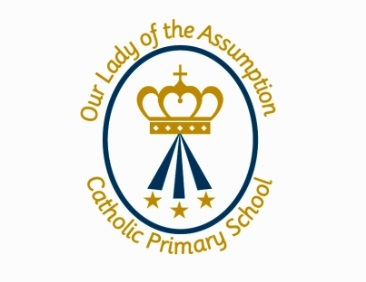 Our Lady of the Assumption
Catholic Primary School